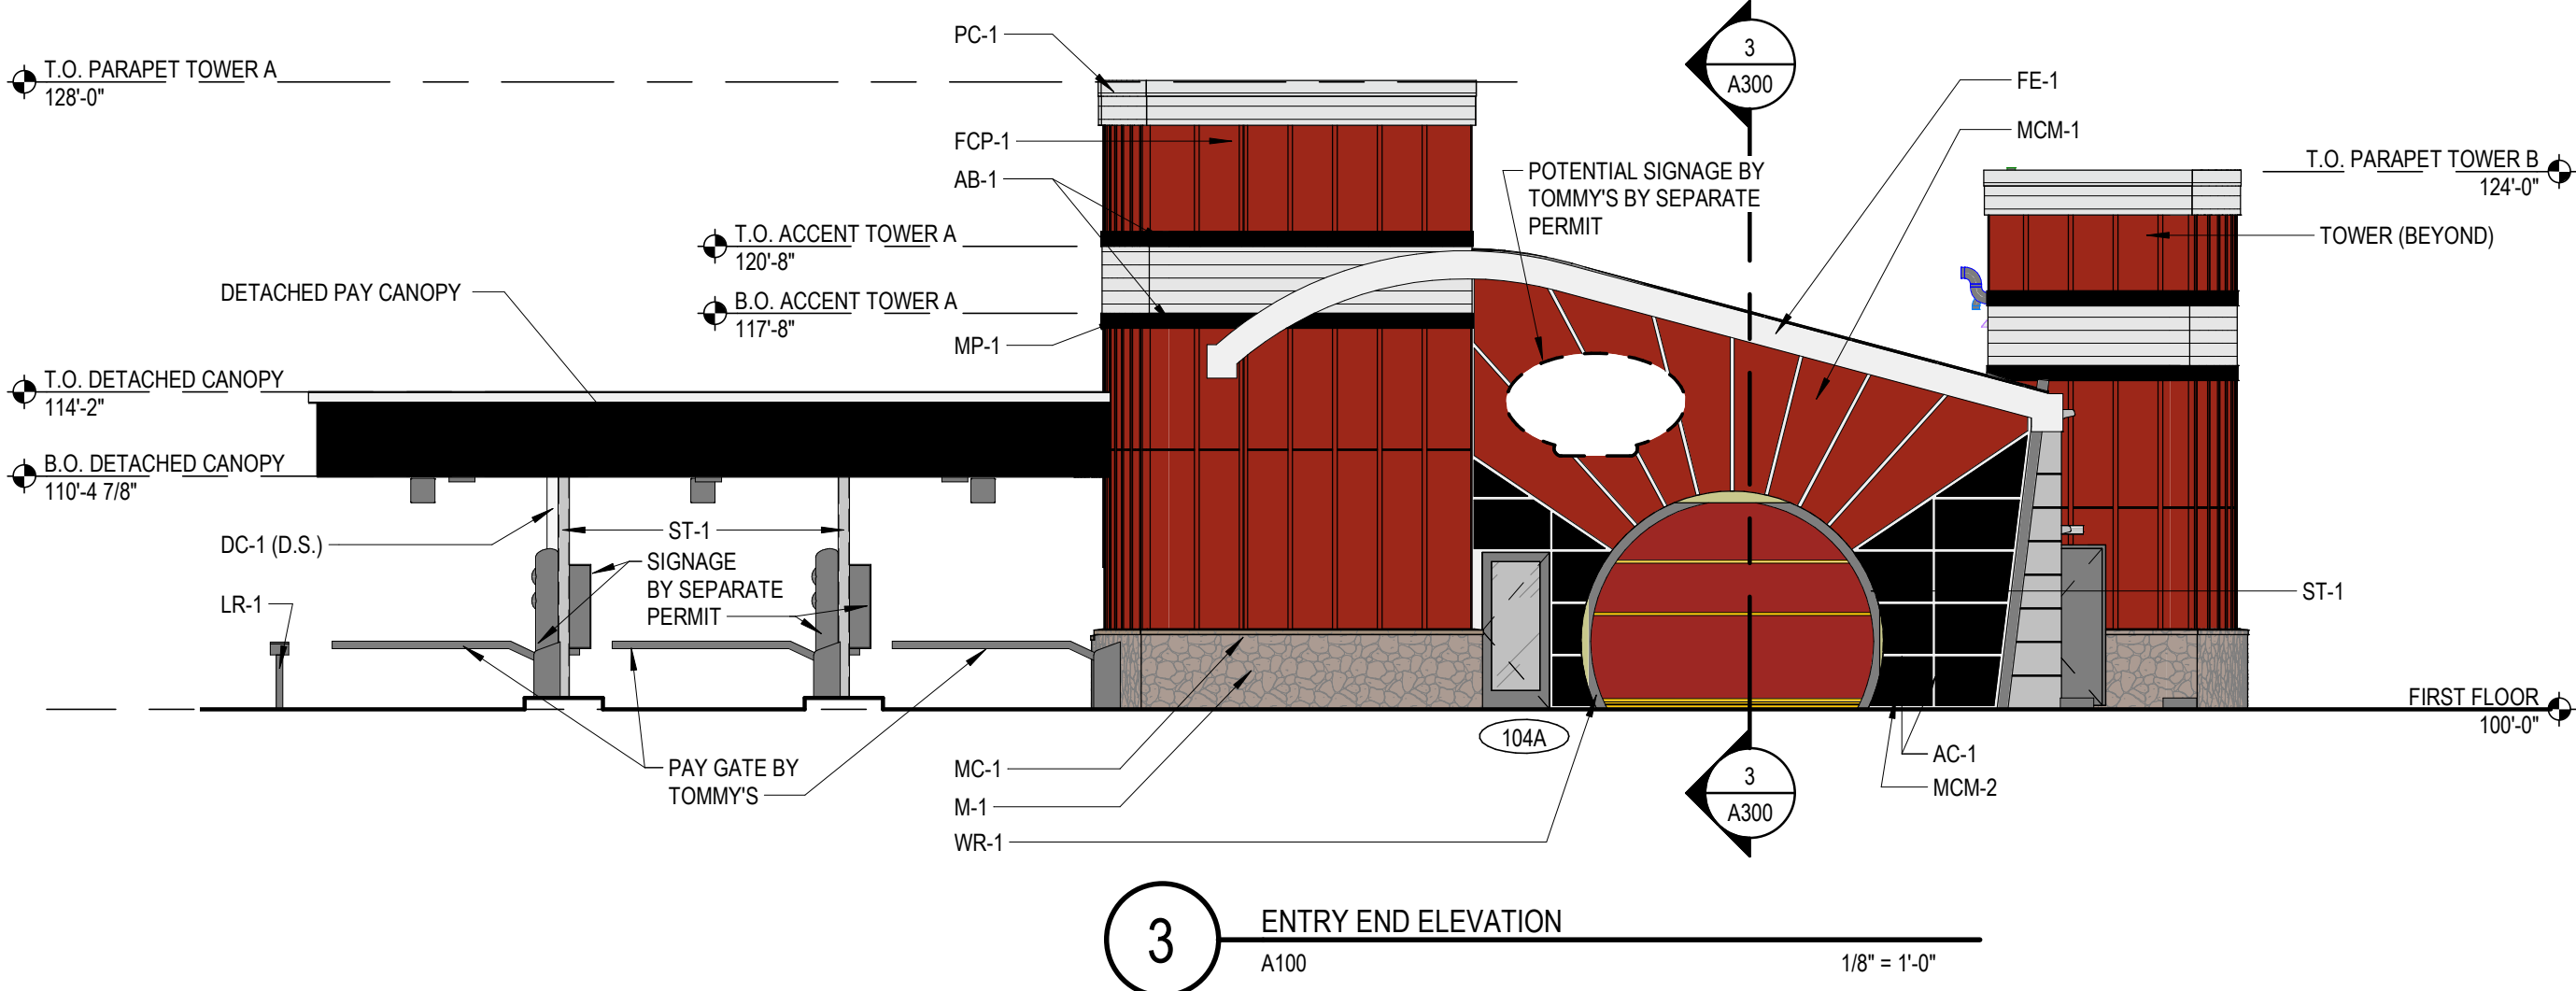 PC-1
3
A300
T.O. PARAPET TOWER A
128'-0"
FE-1
MCM-1
FCP-1
AB-1
POTENTIAL SIGNAGE BY
TOMMY'S BY SEPARATE
PERMIT
T.O. PARAPET TOWER B
124'-0"
TOWER (BEYOND)
T.O. ACCENT TOWER A
120'-8"
DETACHED PAY CANOPY
B.O. ACCENT TOWER A
117'-8"
MP-1
T.O. DETACHED CANOPY
114'-2"
B.O. DETACHED CANOPY
110'-4 7/8"
DC-1 (D.S.)
ST-1
SIGNAGE
BY SEPARATE
PERMIT
LR-1
ST-1
FIRST FLOOR
100'-0"
104A
PAY GATE BY
TOMMY'S
MC-1
M-1
WR-1
3
A300
AC-1
MCM-2
3
ENTRY END ELEVATION
A100
1/8" = 1'-0"